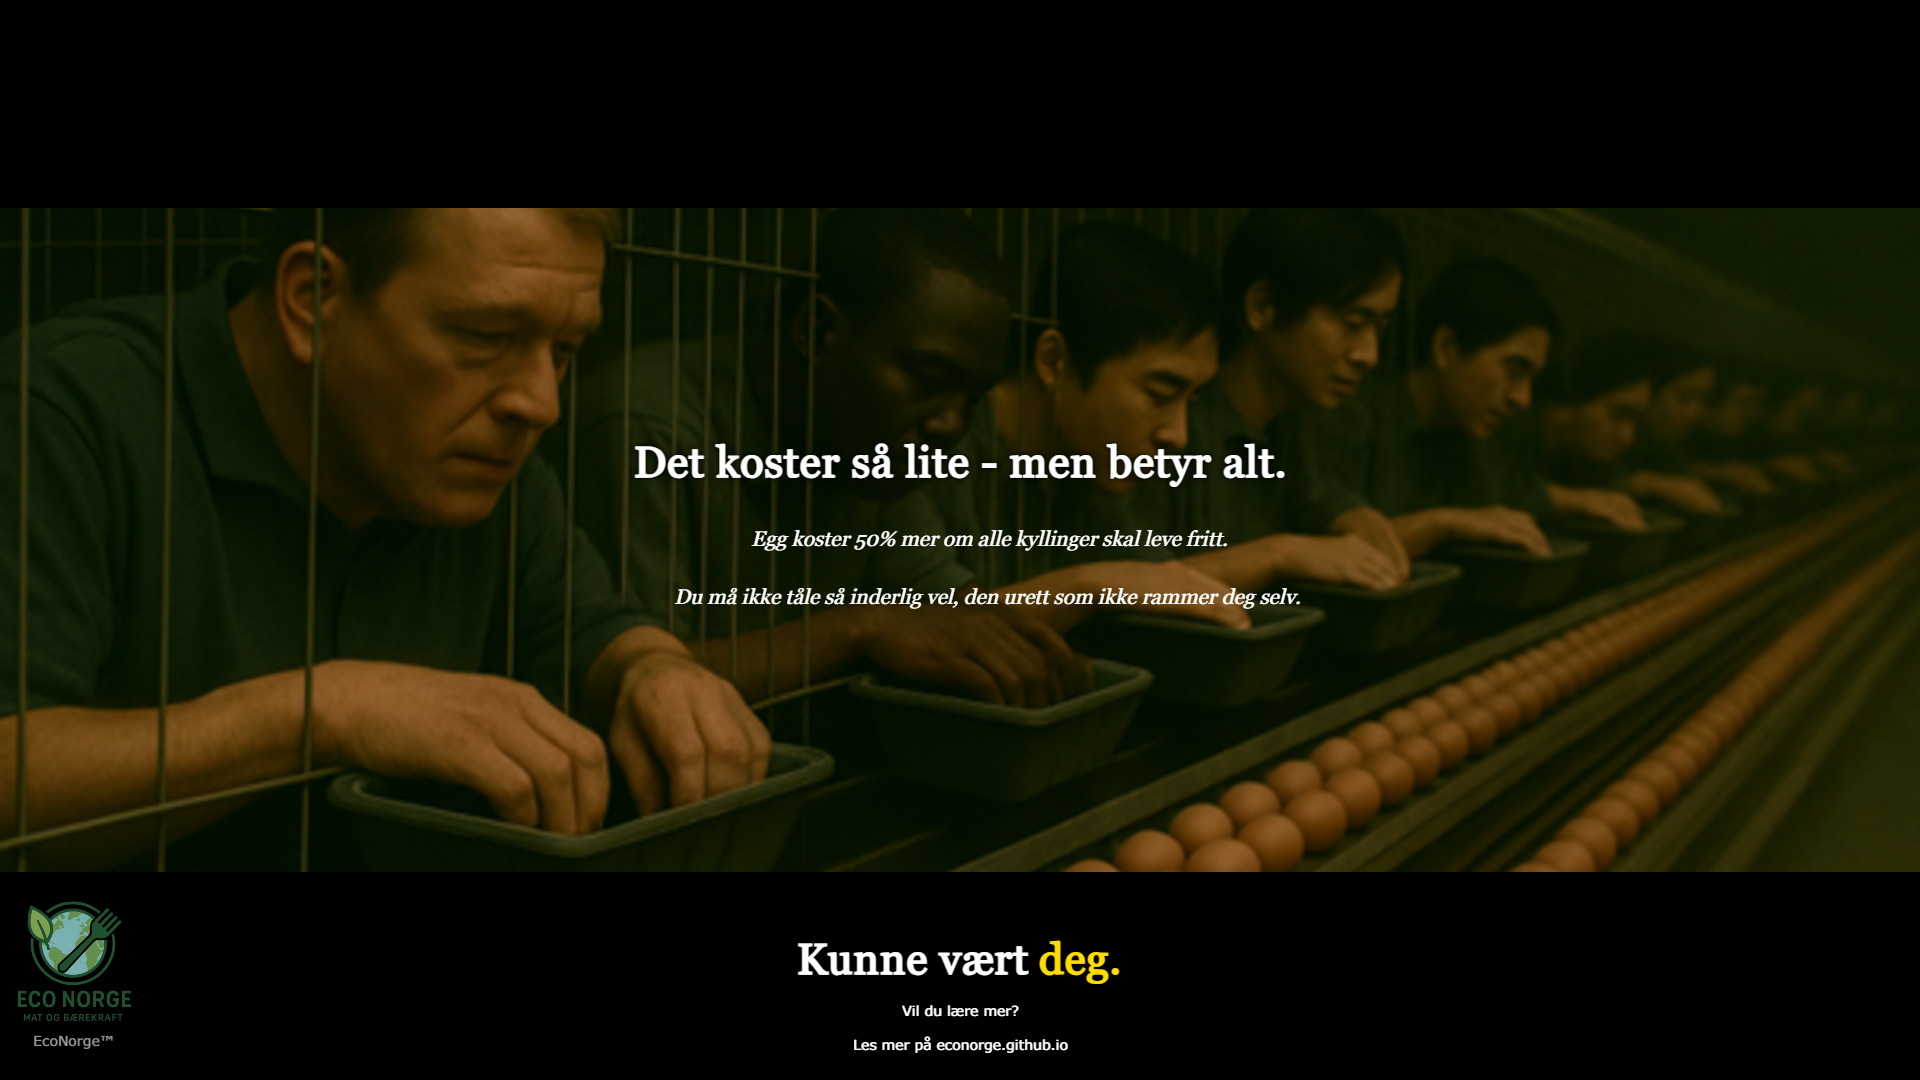 Det koster så lite - men betyr alt.
Egg koster 50% mer om alle kyllinger skal leve fritt.
Du må ikke tåle så inderlig vel, den urett som ikke rammer deg selv.
Kunne vært deg.
Vil du lære mer?
Les mer på econorge.github.io
ECO NORGE
MAT OG BÆREKRAFT
EcoNorge™